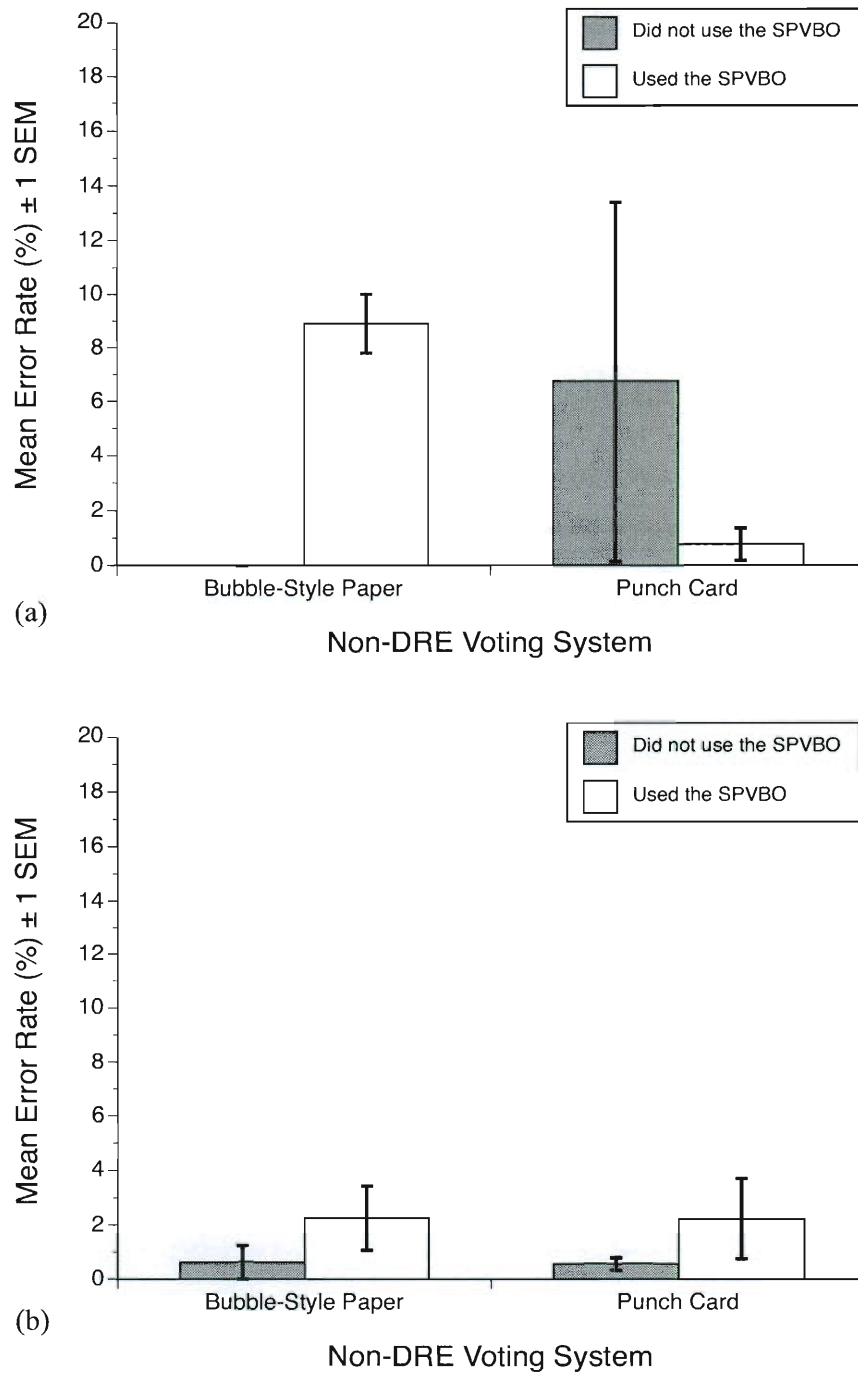 Mean Error Rate (%) ± 1 SEM
20
18
16
14
12
10
8
6
4
2
0
Did not use the SPVBO
Used the SPVBO
Bubble-Style Paper
Punch Card
(a)
Non-DRE Voting System
Mean Error Rate (%) ± 1 SEM
20
18
16
14
12
10
8
6
4
2
0
Did not use the SPVBO
Used the SPVBO
Bubble-Style Paper
Punch Card
(b)
Non-DRE Voting System